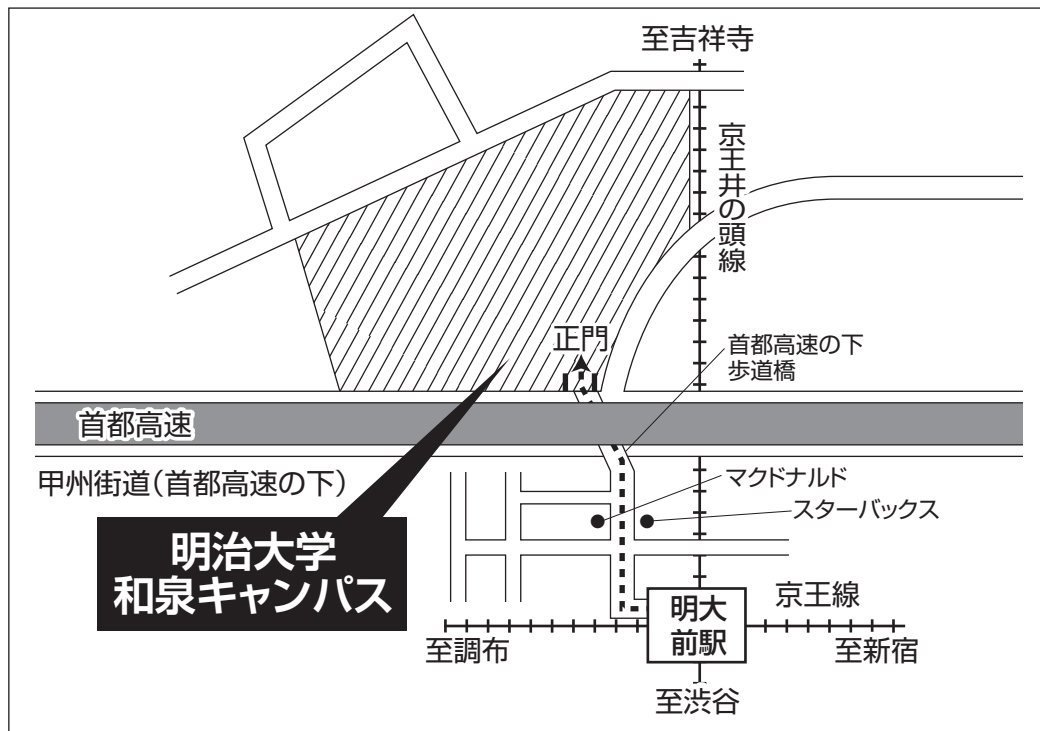 至吉祥寺
京王井の頭線
正門
首都高速の下
歩道橋
首都高速
甲州街道(首都高速の下)
マクドナルド
スターバックス
明治大学
和泉キャンパス
明大
前駅
京王線
至調布
至新宿
至渋谷